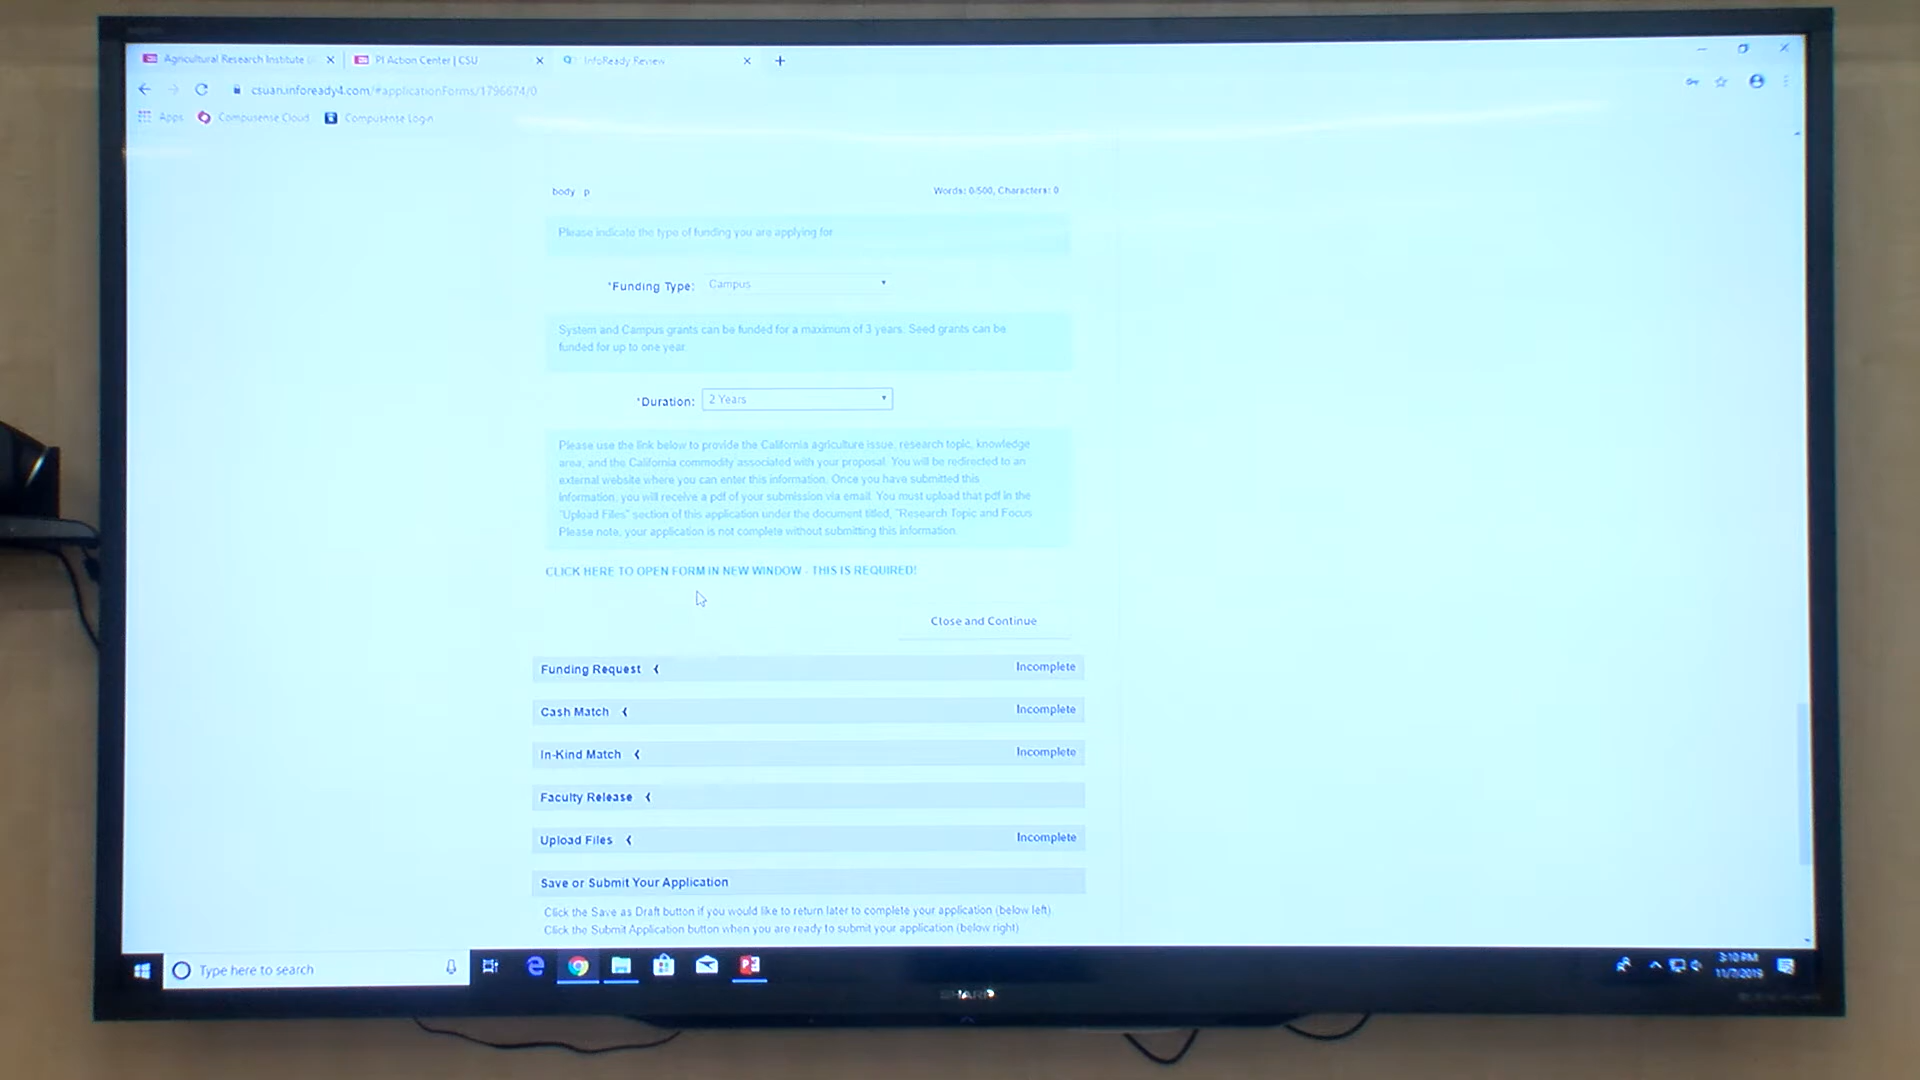 Agricultural Research Institute
PI Action Center | CSU
InfoReady Review
csuari.infoready4.com/#applicationForms/1796674/0
Apps
Compusense Cloud
Compusense Login
body p
Words: 0/500, Characters: 0
Please indicate the type of funding you are applying for
*Funding Type:
Campus
System and Campus grants can be funded for a maximum of 3 years. Seed grants can be
funded for up to one year
*Duration:
2 Years
Please use the link below to provide the California agriculture issue, research topic, knowledge
area, and the California commodity associated with your proposal. You will be redirected to an
external website where you can enter this information. Once you have submitted this
information, you will receive a pdf of your submission via email. You must upload that pdf in the
"Upload Files" section of this application under the document titled, "Research Topic and Focus
Please note, your application is not complete without submitting this information.
CLICK HERE TO OPEN FORM IN NEW WINDOW - THIS IS REQUIRED!
Close and Continue
Funding Request
Incomplete
Cash Match
Incomplete
In-Kind Match
Incomplete
Faculty Release
Upload Files
Incomplete
Save or Submit Your Application
Click the Save as Draft button if you would like to return later to complete your application (below left).
Click the Submit Application button when you are ready to submit your application (below right)
Type here to search
3:10 PM
11/7/2019
SHARP